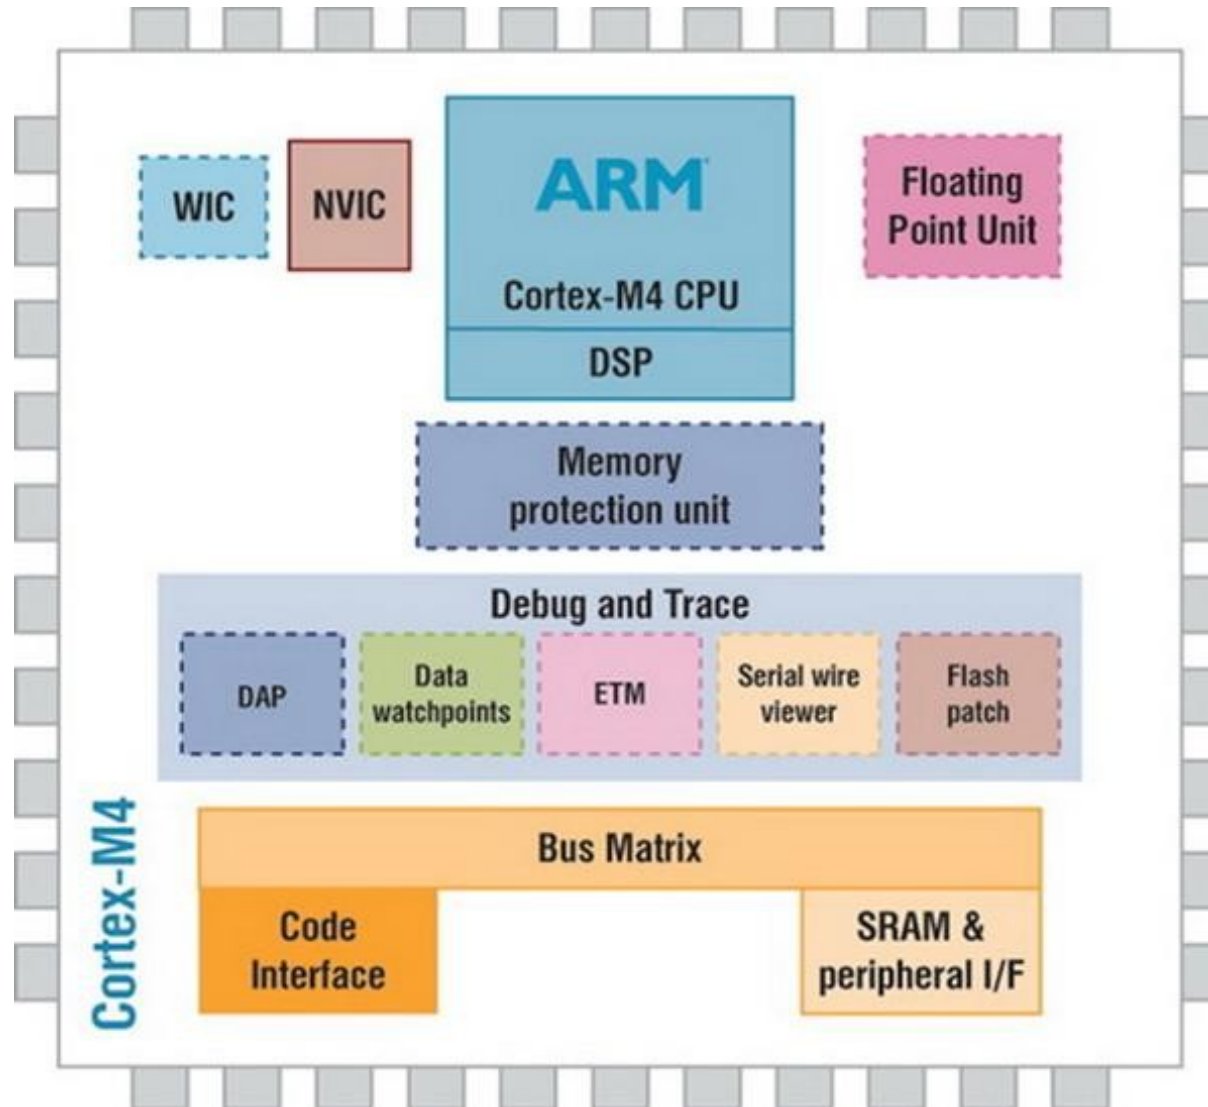 ARM
WIC
NVIC
Floating
Point Unit
Cortex-M4 CPU
DSP
Memory
protection unit
Debug and Trace
DAP
Data
watchpoints
ETM
Serial wire
viewer
Flash
patch
Bus Matrix
Code
Interface
SRAM &
peripheral I/F
Cortex-M4